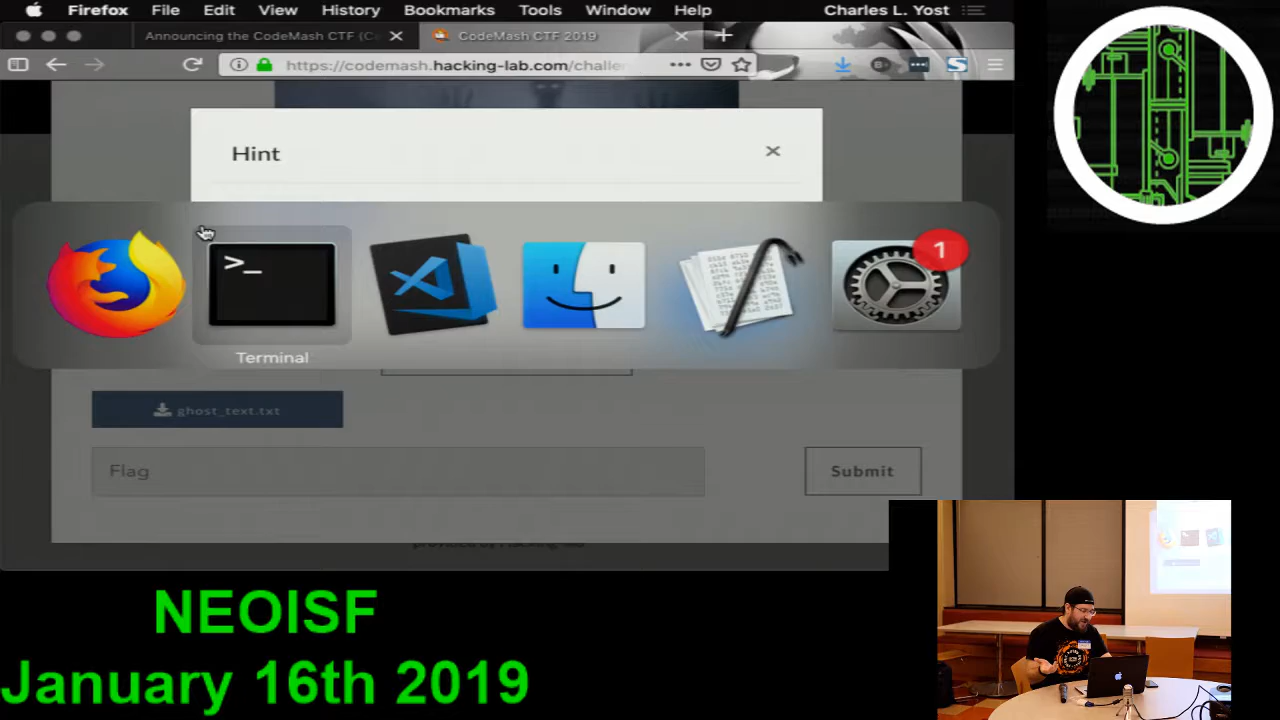 Firefox File Edit View History Bookmarks Tools Window Help Charles L. Yost
Announcing the CodeMash CTF (Ca
CodeMash CTF 2019
https://codemash.hacking-lab.com/challe
Hint
>_
1
Terminal
ghost_text.txt
Flag
Submit
NEOISF
January 16th 2019